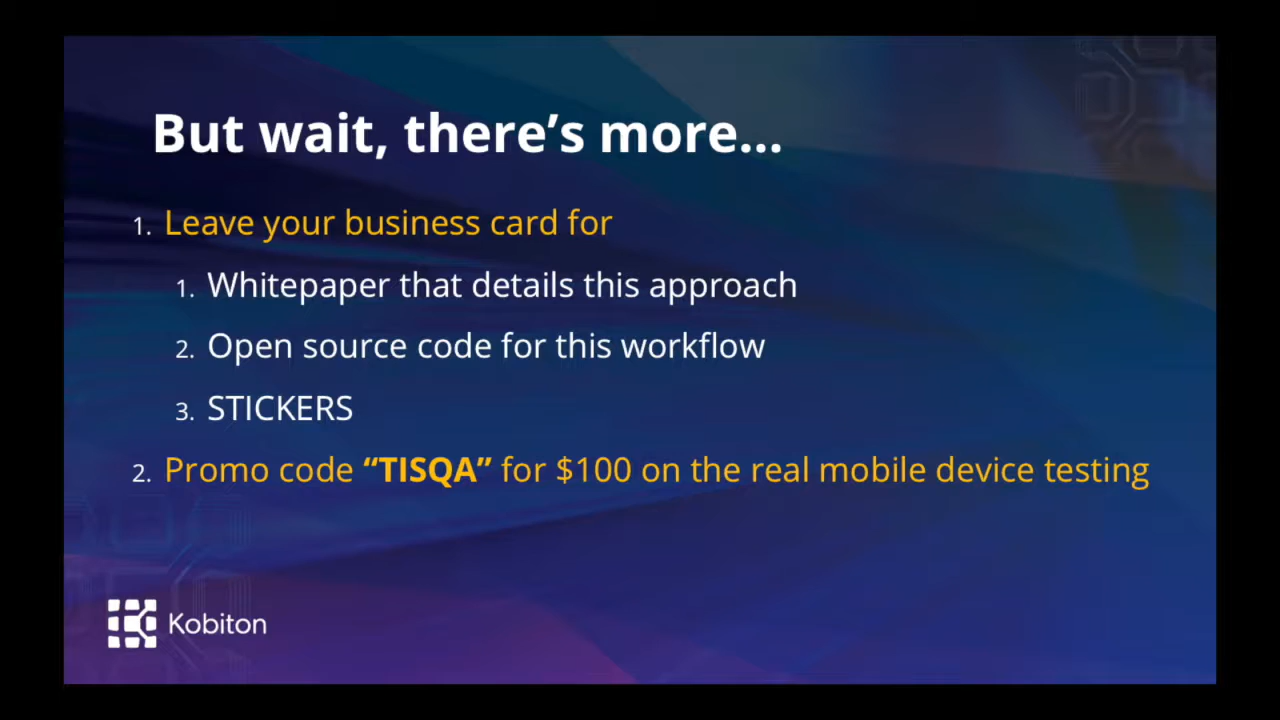 But wait, there’s more...
1. Leave your business card for
1. Whitepaper that details this approach
2. Open source code for this workflow
3. STICKERS
2. Promo code “TISQA” for $100 on the real mobile device testing
Kobiton